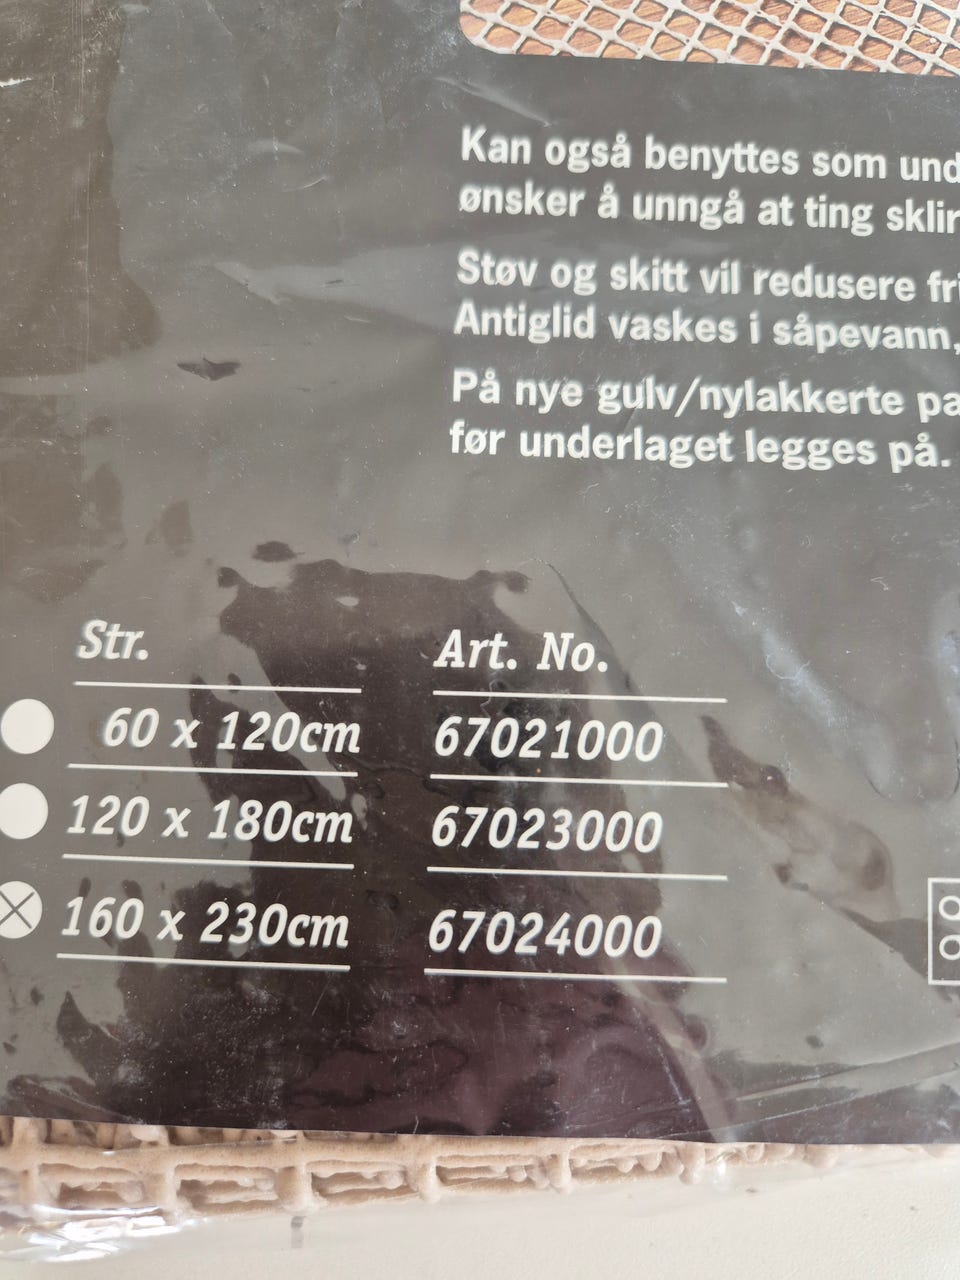 Kan også benyttes som und
ønsker å unngå at ting sklir
Støv og skitt vil redusere fri
Antiglid vaskes i såpevann,
På nye gulv/nylakkerte pa
før underlaget legges på.
Str. Art. No.
60 x 120cm 67021000
120 x 180cm 67023000
160 x 230cm 67024000